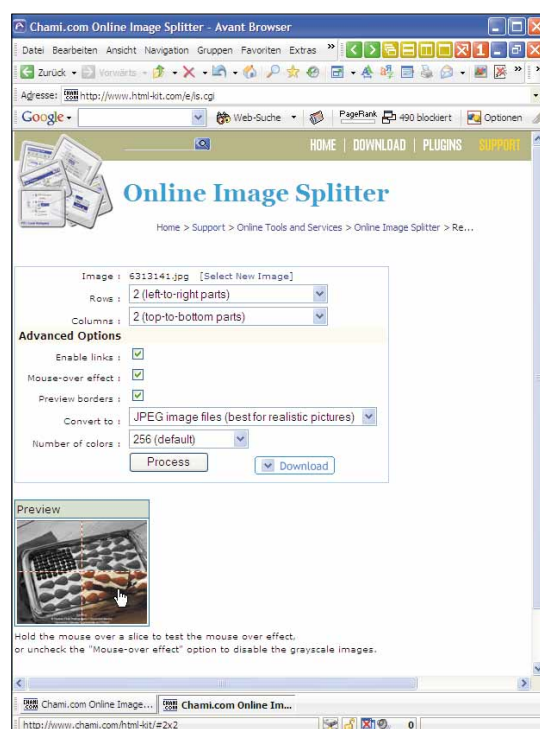 Chami.com Online Image Splitter - Avant Browser
Datei Bearbeiten Ansicht Navigation Gruppen Favoriten Extras »
Zurück Vorwärts
Agresse: http://www.html-kit.com/e/is.cgi
Google Web-Suche PageRank 490 blockiert Optionen
HOME | DOWNLOAD | PLUGINS SUPPORT
Online Image Splitter
Home > Support > Online Tools and Services > Online Image Splitter > Re...
Image : 6313141.jpg [Select New Image]
Rows : 2 (left-to-right parts)
Columns : 2 (top-to-bottom parts)
Advanced Options
Enable links :
Mouse-over effect :
Preview borders :
Convert to : JPEG image files (best for realistic pictures)
Number of colors : 256 (default)
Process Download
Preview
Hold the mouse over a slice to test the mouse over effect,
or uncheck the "Mouse-over effect" option to disable the grayscale images.
Chami.com Online Image... Chami.com Online Im...
http://www.chami.com/html-kit/#2x2 0